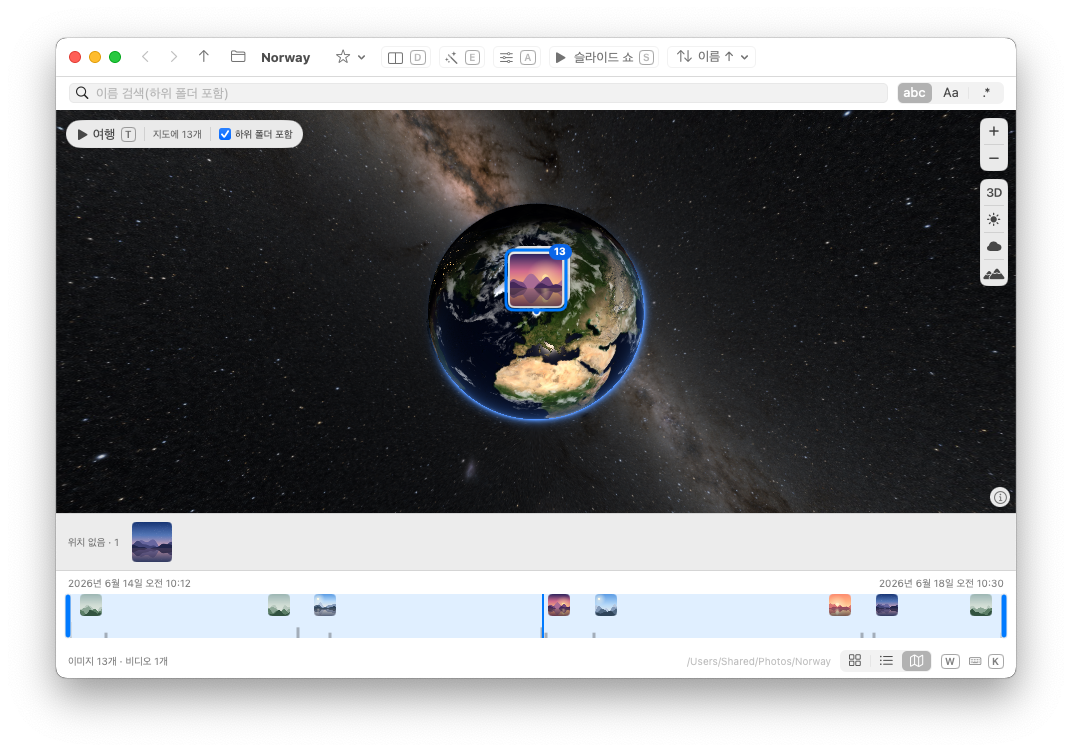 Norway
D
E
A
슬라이드 쇼 S
이름
이름 검색(하위 폴더 포함)
abc
Aa
.*
여행 T
지도에 13개
하위 폴더 포함
+
−
3D
13
위치 없음 · 1
2026년 6월 14일 오전 10:12
2026년 6월 18일 오전 10:30
이미지 13개 · 비디오 1개
/Users/Shared/Photos/Norway
W
K